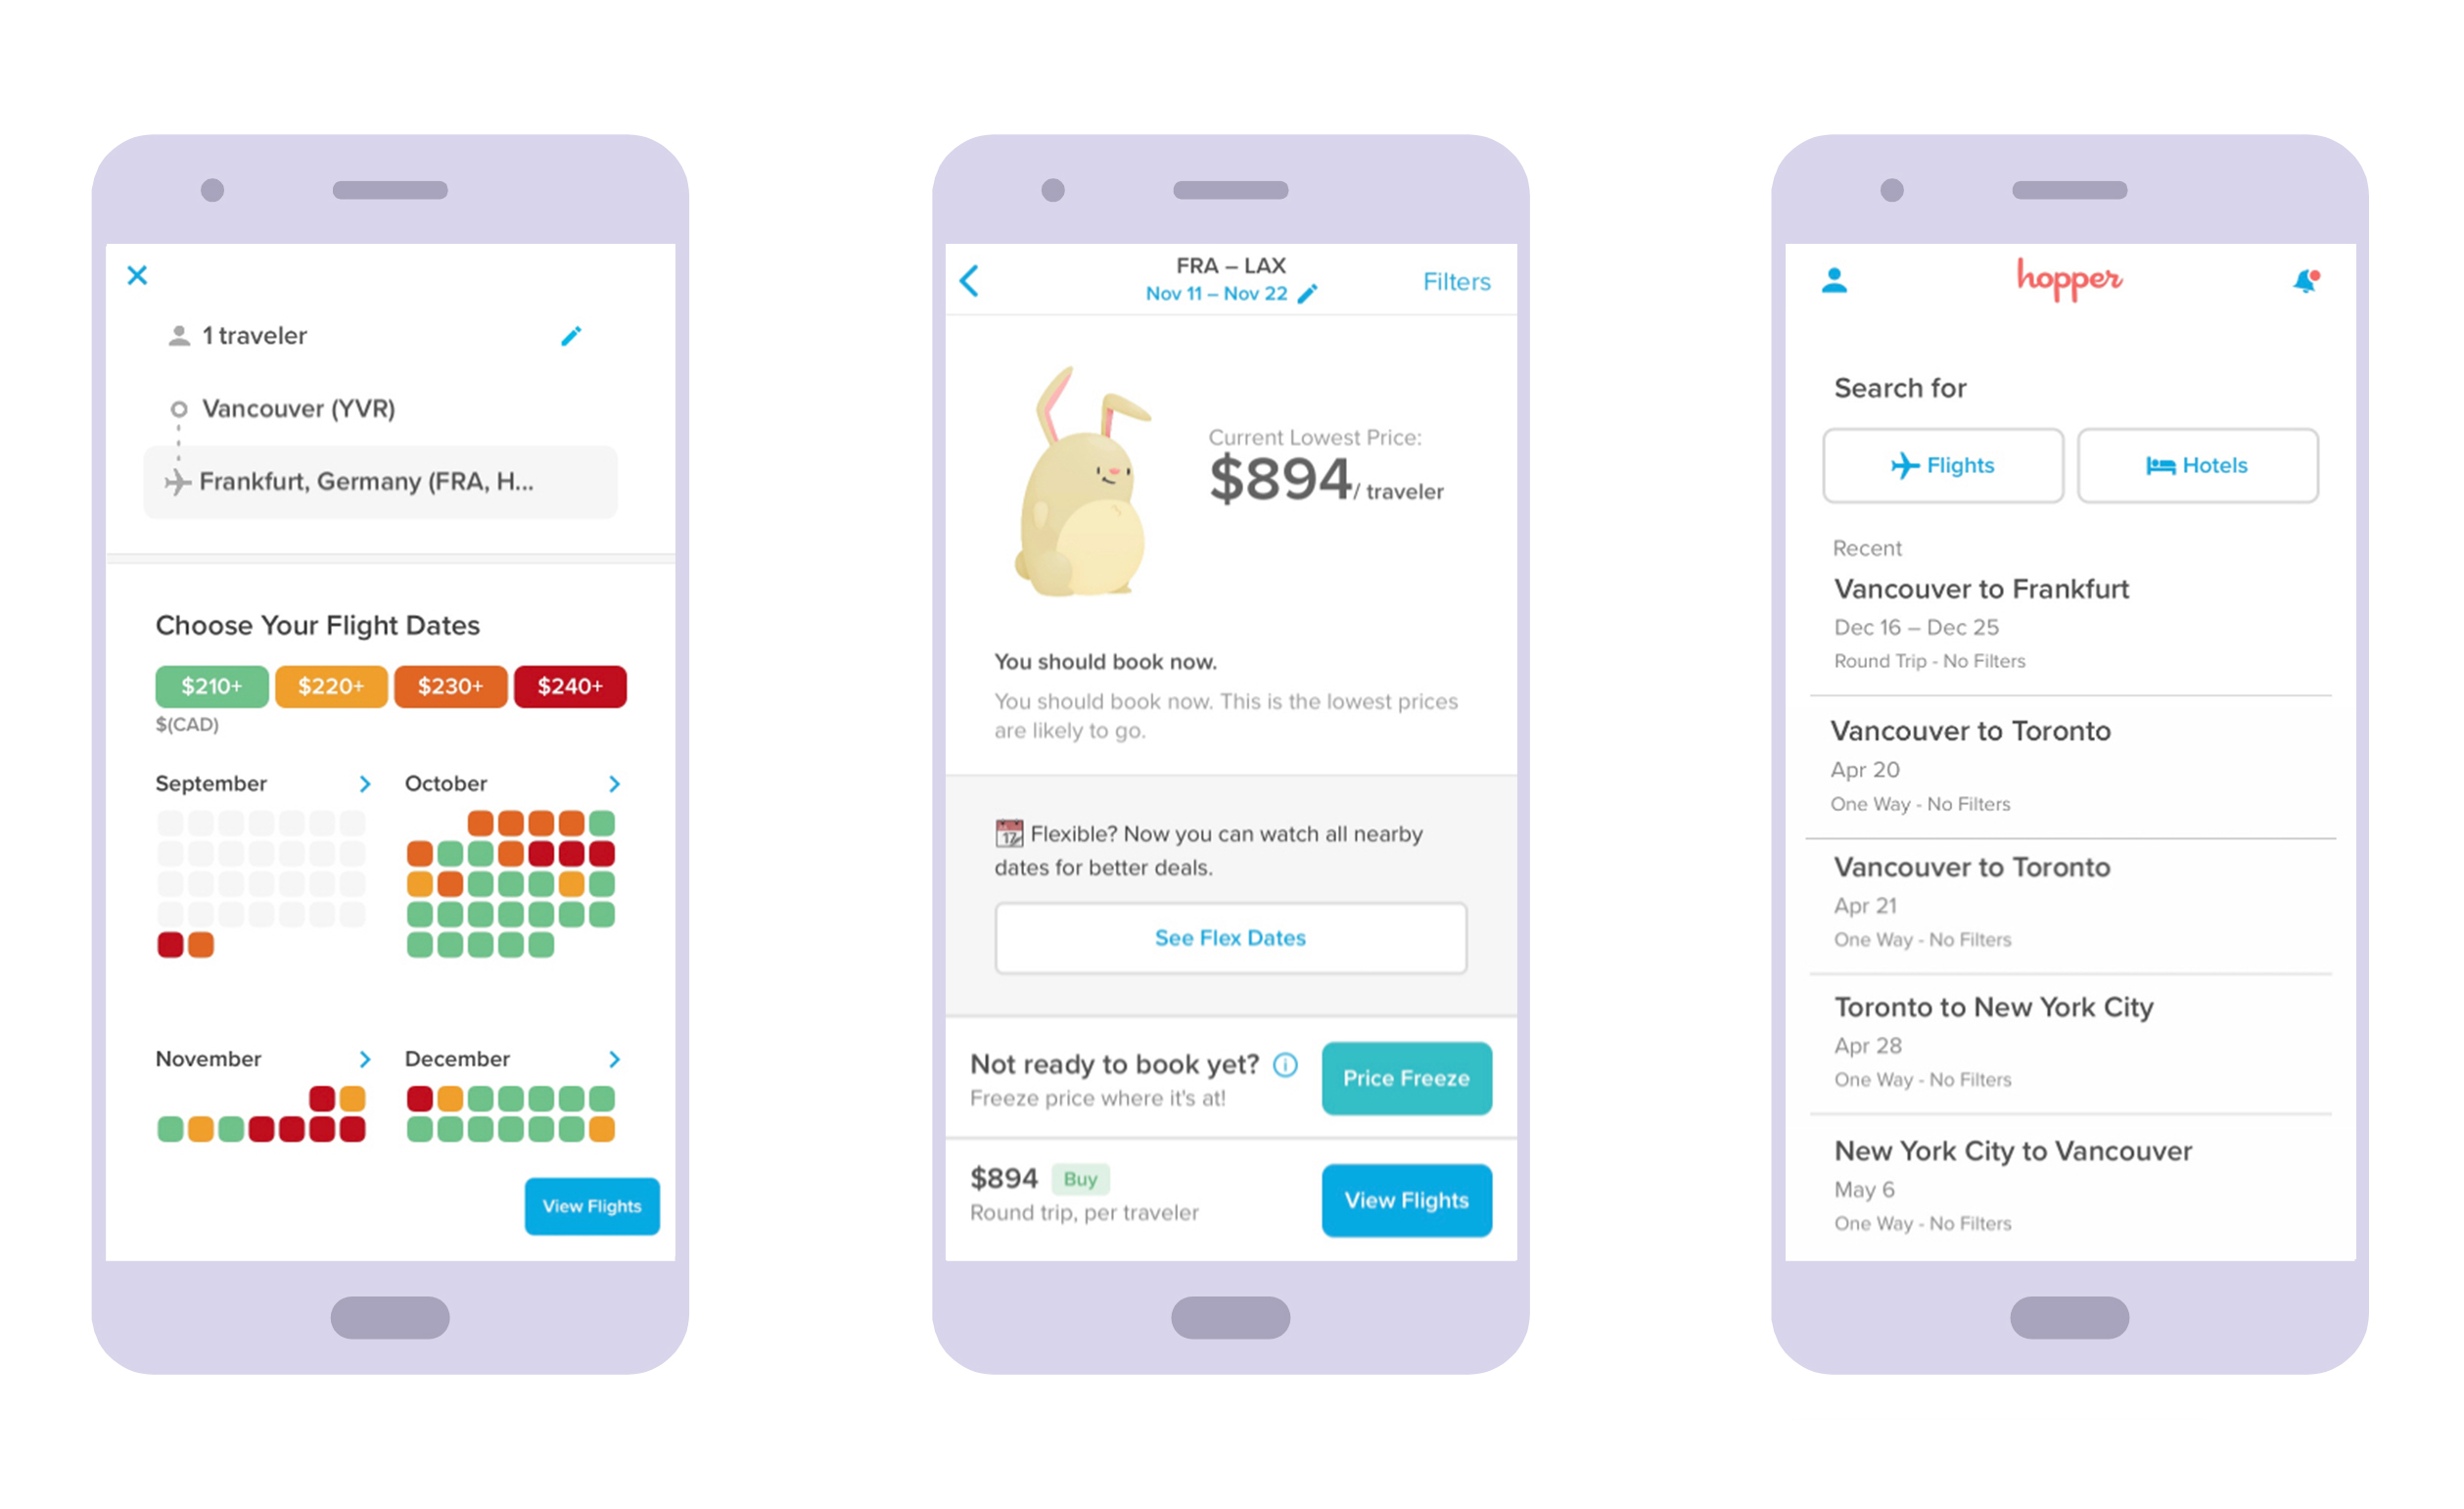 1 traveler
Vancouver (YVR)
Frankfurt, Germany (FRA, H...
Choose Your Flight Dates
$210+ $220+ $230+ $240+
$(CAD)
September October
November December
View Flights
FRA – LAX
Nov 11 – Nov 22
Filters
Current Lowest Price:
$894/ traveler
You should book now.
You should book now. This is the lowest prices
are likely to go.
17 Flexible? Now you can watch all nearby
dates for better deals.
See Flex Dates
Not ready to book yet?
Freeze price where it's at!
Price Freeze
$894 Buy
Round trip, per traveler
View Flights
hopper
Search for
Flights Hotels
Recent
Vancouver to Frankfurt
Dec 16 – Dec 25
Round Trip - No Filters
Vancouver to Toronto
Apr 20
One Way - No Filters
Vancouver to Toronto
Apr 21
One Way - No Filters
Toronto to New York City
Apr 28
One Way - No Filters
New York City to Vancouver
May 6
One Way - No Filters